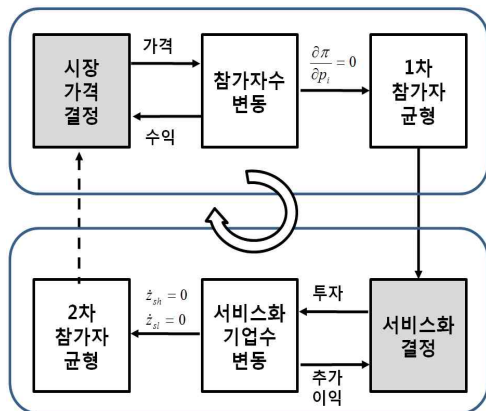 시장
가격
결정
가격
수익
참가자수
변동
∂π/∂p_i = 0
1차
참가자
균형
2차
참가자
균형
ż_sh = 0
ż_sl = 0
서비스화
기업수
변동
투자
추가
이익
서비스화
결정